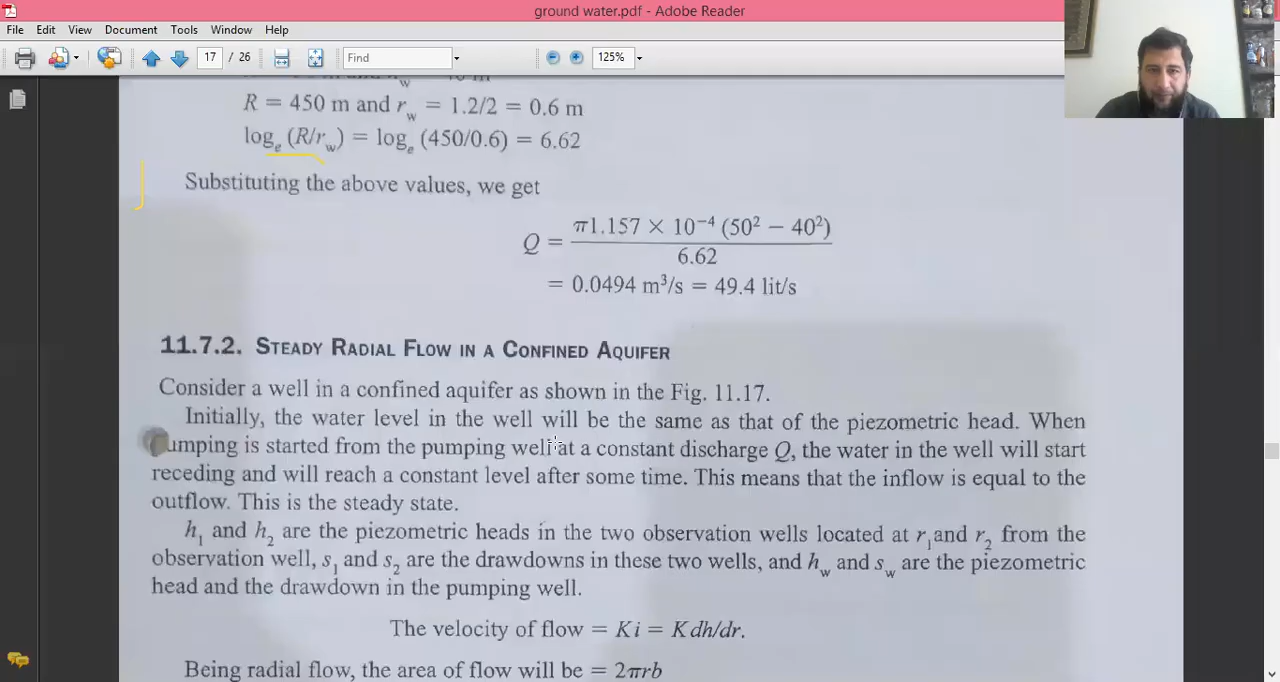 ground water.pdf - Adobe Reader
File Edit View Document Tools Window Help
17 / 26 Find 125%
R = 450 m and r_w = 1.2/2 = 0.6 m
log_e (R/r_w) = log_e (450/0.6) = 6.62
Substituting the above values, we get
Q = π1.157 × 10⁻⁴ (50² − 40²) / 6.62
= 0.0494 m³/s = 49.4 lit/s
11.7.2. STEADY RADIAL FLOW IN A CONFINED AQUIFER
Consider a well in a confined aquifer as shown in the Fig. 11.17.
Initially, the water level in the well will be the same as that of the piezometric head. When
umping is started from the pumping well at a constant discharge Q, the water in the well will start
receding and will reach a constant level after some time. This means that the inflow is equal to the
outflow. This is the steady state.
h₁ and h₂ are the piezometric heads in the two observation wells located at r₁ and r₂ from the
observation well, s₁ and s₂ are the drawdowns in these two wells, and h_w and s_w are the piezometric
head and the drawdown in the pumping well.
The velocity of flow = Ki = K dh/dr.
Being radial flow, the area of flow will be = 2πrb